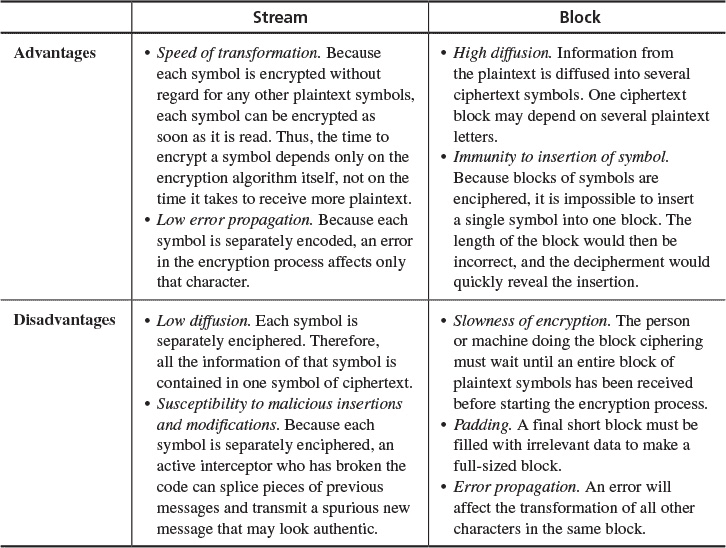 Stream
Block
Advantages
• Speed of transformation. Because
each symbol is encrypted without
regard for any other plaintext symbols,
each symbol can be encrypted as
soon as it is read. Thus, the time to
encrypt a symbol depends only on the
encryption algorithm itself, not on the
time it takes to receive more plaintext.
• Low error propagation. Because each
symbol is separately encoded, an error
in the encryption process affects only
that character.
• High diffusion. Information from
the plaintext is diffused into several
ciphertext symbols. One ciphertext
block may depend on several plaintext
letters.
• Immunity to insertion of symbol.
Because blocks of symbols are
enciphered, it is impossible to insert
a single symbol into one block. The
length of the block would then be
incorrect, and the decipherment would
quickly reveal the insertion.
Disadvantages
• Low diffusion. Each symbol is
separately enciphered. Therefore,
all the information of that symbol is
contained in one symbol of ciphertext.
• Susceptibility to malicious insertions
and modifications. Because each
symbol is separately enciphered, an
active interceptor who has broken the
code can splice pieces of previous
messages and transmit a spurious new
message that may look authentic.
• Slowness of encryption. The person
or machine doing the block ciphering
must wait until an entire block of
plaintext symbols has been received
before starting the encryption process.
• Padding. A final short block must be
filled with irrelevant data to make a
full-sized block.
• Error propagation. An error will
affect the transformation of all other
characters in the same block.